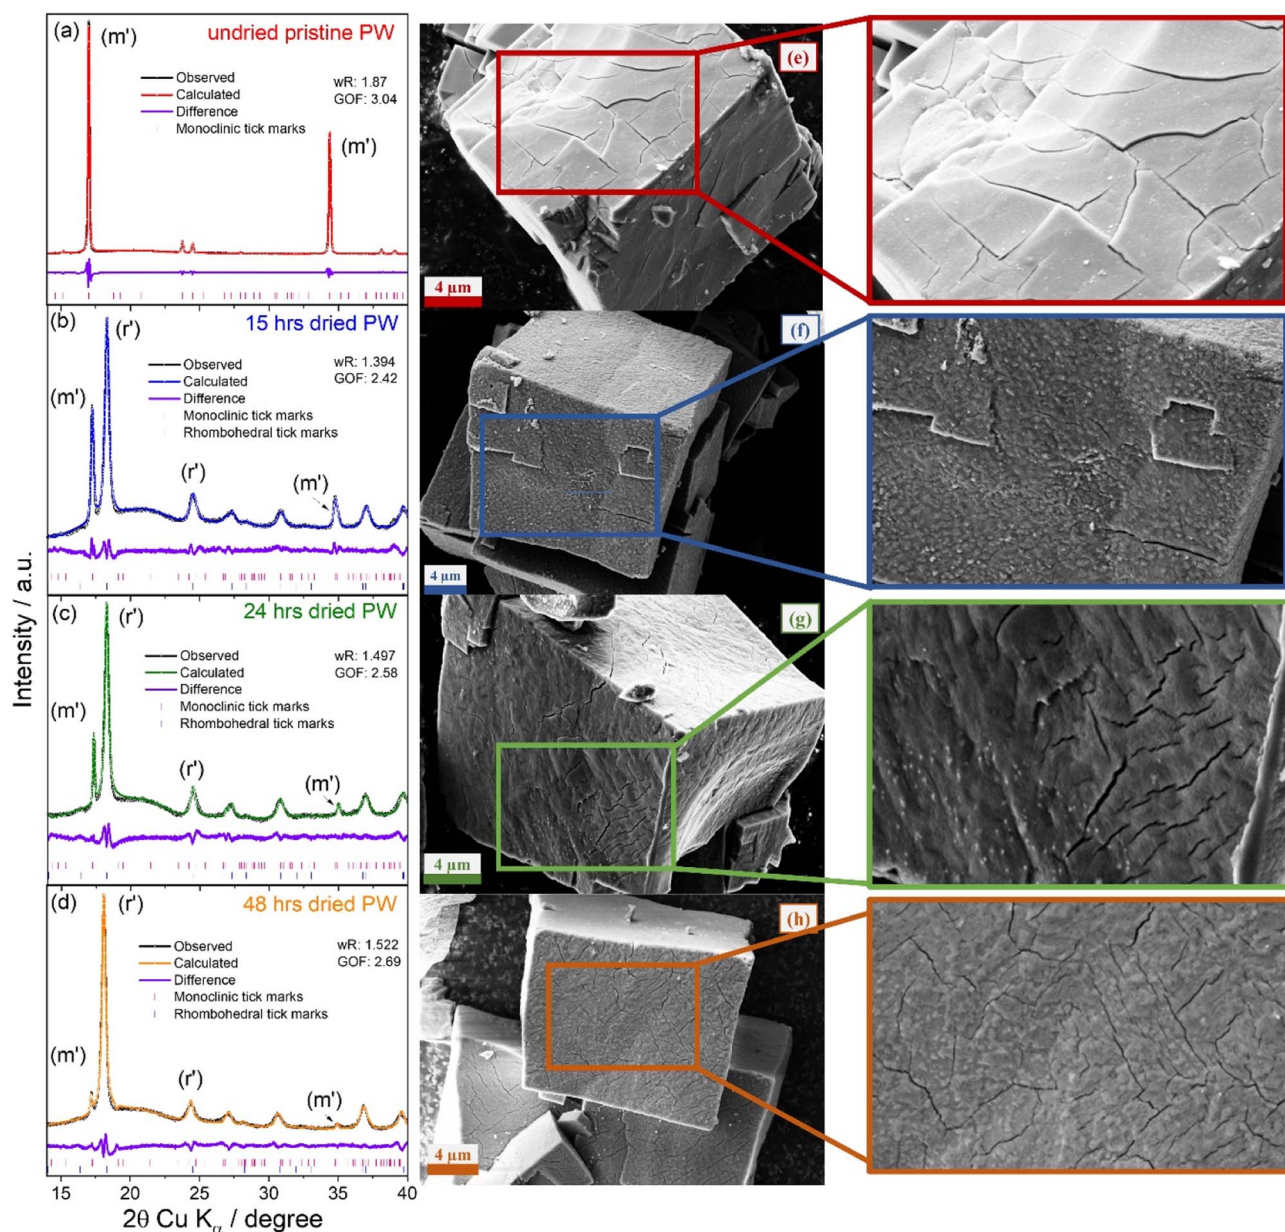 (a)
undried pristine PW
(m')
Observed
Calculated
Difference
Monoclinic tick marks
wR: 1.87
GOF: 3.04
(m')
(b)
15 hrs dried PW
(r')
Observed
Calculated
Difference
Monoclinic tick marks
Rhombohedral tick marks
wR: 1.394
GOF: 2.42
(m')
(r')
(m')
(c)
24 hrs dried PW
(r')
Observed
Calculated
Difference
Monoclinic tick marks
Rhombohedral tick marks
wR: 1.497
GOF: 2.58
(m')
(r')
(m')
(d)
48 hrs dried PW
(r')
Observed
Calculated
Difference
Monoclinic tick marks
Rhombohedral tick marks
wR: 1.522
GOF: 2.69
(m')
(r')
(m')
15 20 25 30 35 40
2θ Cu Kα / degree
Intensity / a.u.
(e)
4 μm
(f)
4 μm
(g)
4 μm
(h)
4 μm